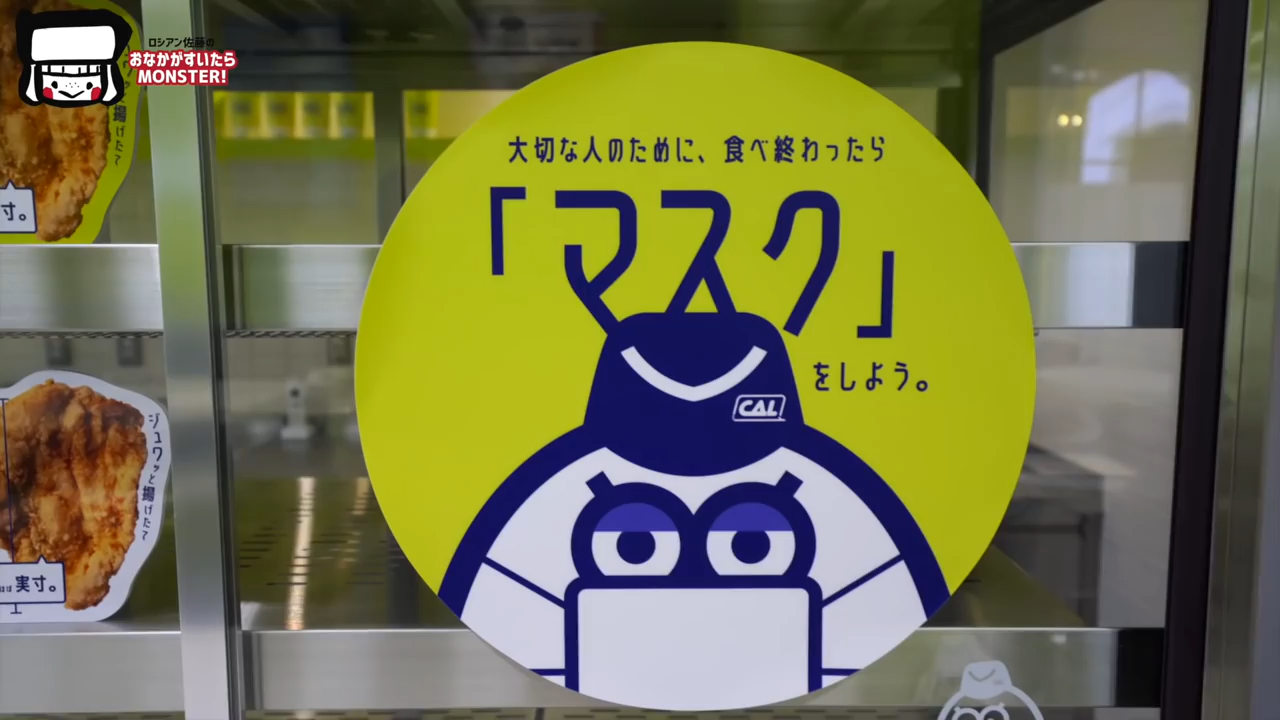 ロシアン佐藤の
おなかがすいたら
MONSTER!
大切な人のために、食べ終わったら
「マスク」
をしよう。
CAL
揚げたて
寸。
ジュワッと揚げたて
実寸。